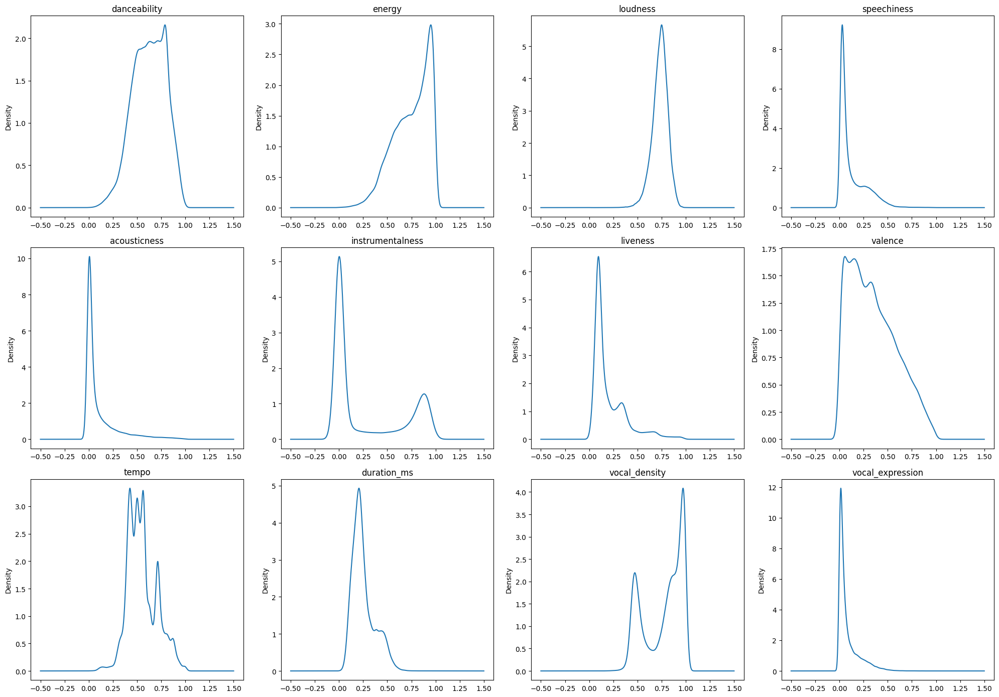 danceability
energy
loudness
speechiness
Density
2.0
1.5
1.0
0.5
0.0
−0.50 −0.25 0.00 0.25 0.50 0.75 1.00 1.25 1.50
Density
3.0
2.5
2.0
1.5
1.0
0.5
0.0
−0.50 −0.25 0.00 0.25 0.50 0.75 1.00 1.25 1.50
Density
5
4
3
2
1
0
−0.50 −0.25 0.00 0.25 0.50 0.75 1.00 1.25 1.50
Density
8
6
4
2
0
−0.50 −0.25 0.00 0.25 0.50 0.75 1.00 1.25 1.50
acousticness
instrumentalness
liveness
valence
Density
10
8
6
4
2
0
−0.50 −0.25 0.00 0.25 0.50 0.75 1.00 1.25 1.50
Density
5
4
3
2
1
0
−0.50 −0.25 0.00 0.25 0.50 0.75 1.00 1.25 1.50
Density
6
5
4
3
2
1
0
−0.50 −0.25 0.00 0.25 0.50 0.75 1.00 1.25 1.50
Density
1.75
1.50
1.25
1.00
0.75
0.50
0.25
0.00
−0.50 −0.25 0.00 0.25 0.50 0.75 1.00 1.25 1.50
tempo
duration_ms
vocal_density
vocal_expression
Density
3.0
2.5
2.0
1.5
1.0
0.5
0.0
−0.50 −0.25 0.00 0.25 0.50 0.75 1.00 1.25 1.50
Density
5
4
3
2
1
0
−0.50 −0.25 0.00 0.25 0.50 0.75 1.00 1.25 1.50
Density
4.0
3.5
3.0
2.5
2.0
1.5
1.0
0.5
0.0
−0.50 −0.25 0.00 0.25 0.50 0.75 1.00 1.25 1.50
Density
12
10
8
6
4
2
0
−0.50 −0.25 0.00 0.25 0.50 0.75 1.00 1.25 1.50